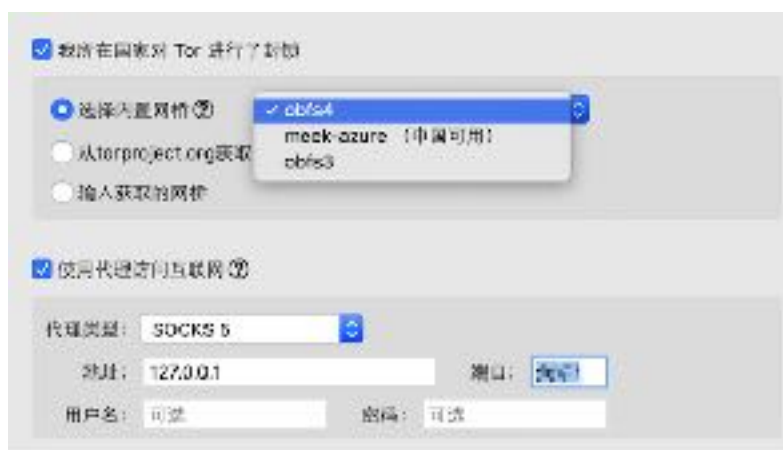 我所在国家对 Tor 进行了封锁
选择内置网桥 ?
✓ obfs4
meek-azure （中国可用）
obfs3
从torproject.org获取
输入获取的网桥
使用代理访问互联网 ?
代理类型： SOCKS 5
地址： 127.0.0.1 端口：
用户名： 可选 密码： 可选